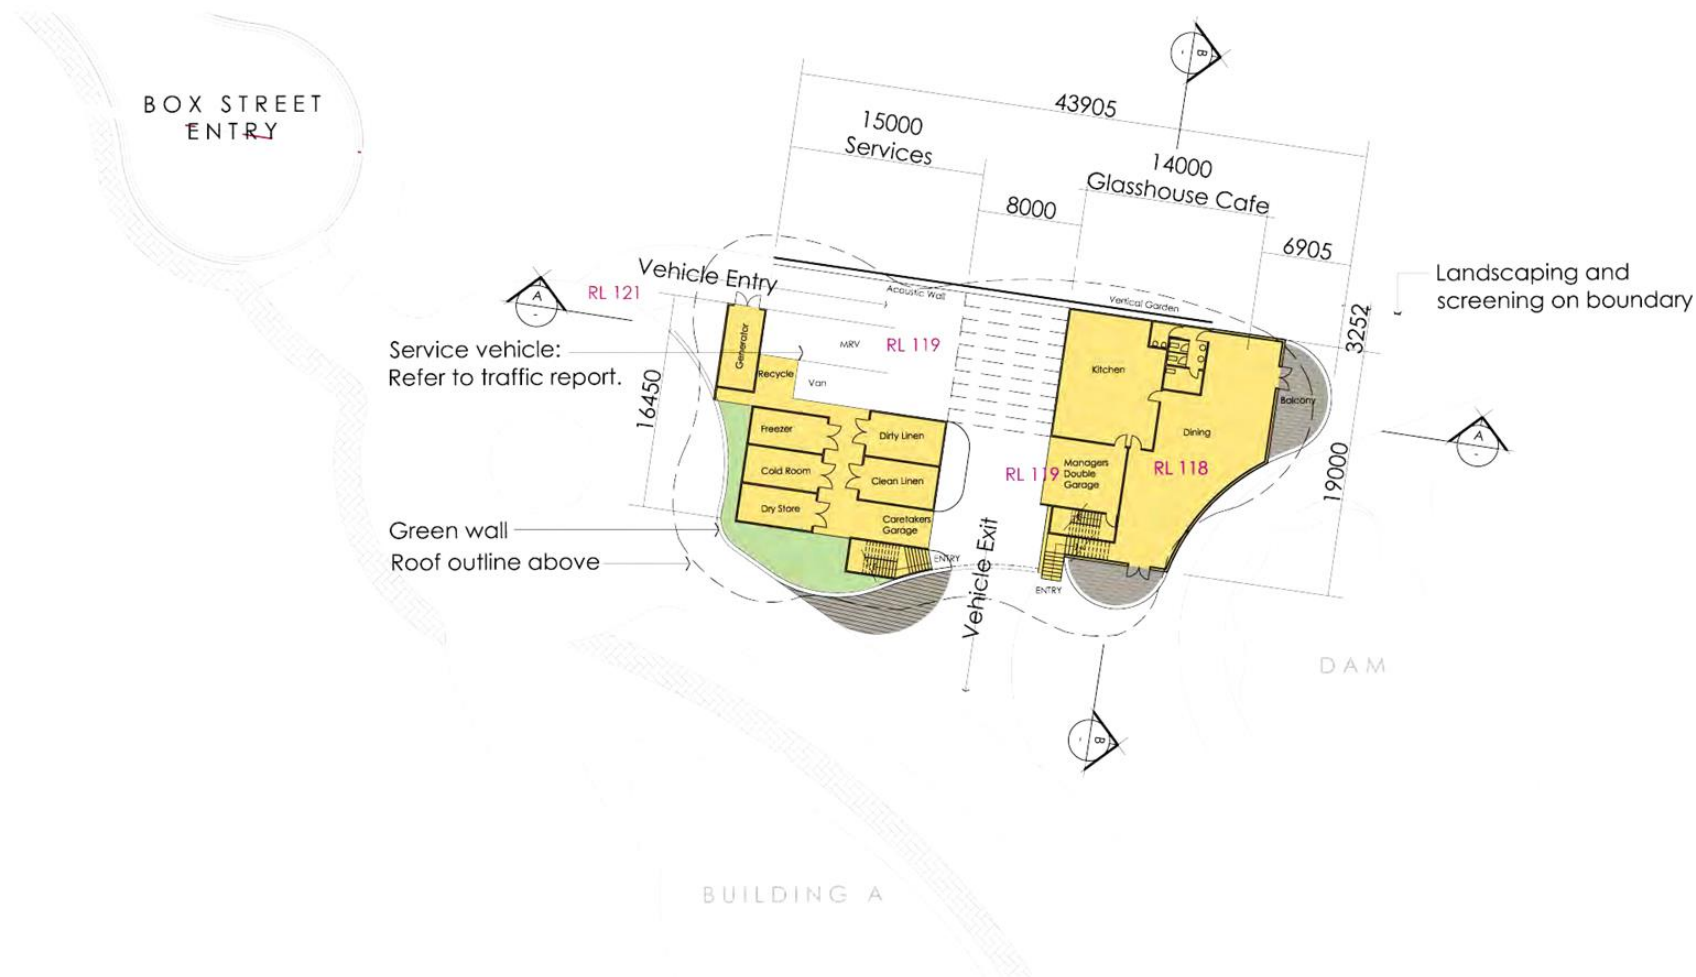 BOX STREET
ENTRY
B
43905
15000
Services
14000
Glasshouse Cafe
8000
6905
Landscaping and
screening on boundary
3252
Vehicle Entry
A
RL 121
Acoustic Wall
Vertical Garden
Service vehicle:
Refer to traffic report.
MRV
RL 119
Generator
Recycle
Van
Kitchen
Balcony
16450
Freezer
Dirty Linen
Dining
A
Cold Room
Clean Linen
RL 119
Managers
Double
Garage
RL 118
19000
Dry Store
Caretakers
Garage
Green wall
Roof outline above
ENTRY
Vehicle Exit
ENTRY
DAM
B
BUILDING A